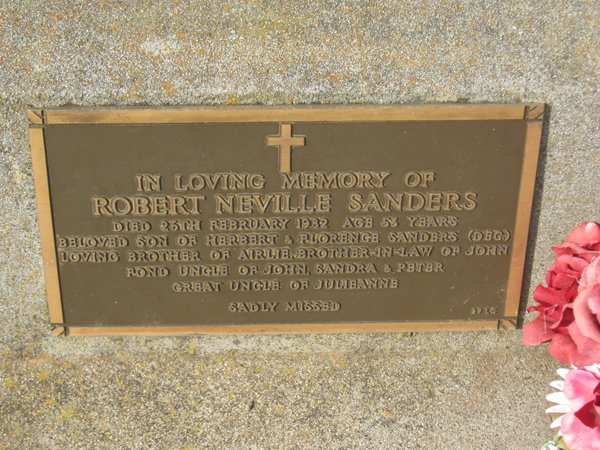 IN LOVING MEMORY OF
ROBERT NEVILLE SANDERS
DIED 26TH FEBRUARY 1982 AGE 53 YEARS
BELOVED SON OF HERBERT & FLORENCE SANDERS (DEC)
LOVING BROTHER OF AIRLIE, BROTHER-IN-LAW OF JOHN
FOND UNCLE OF JOHN, SANDRA & PETER
GREAT UNCLE OF JULIEANNE
SADLY MISSED